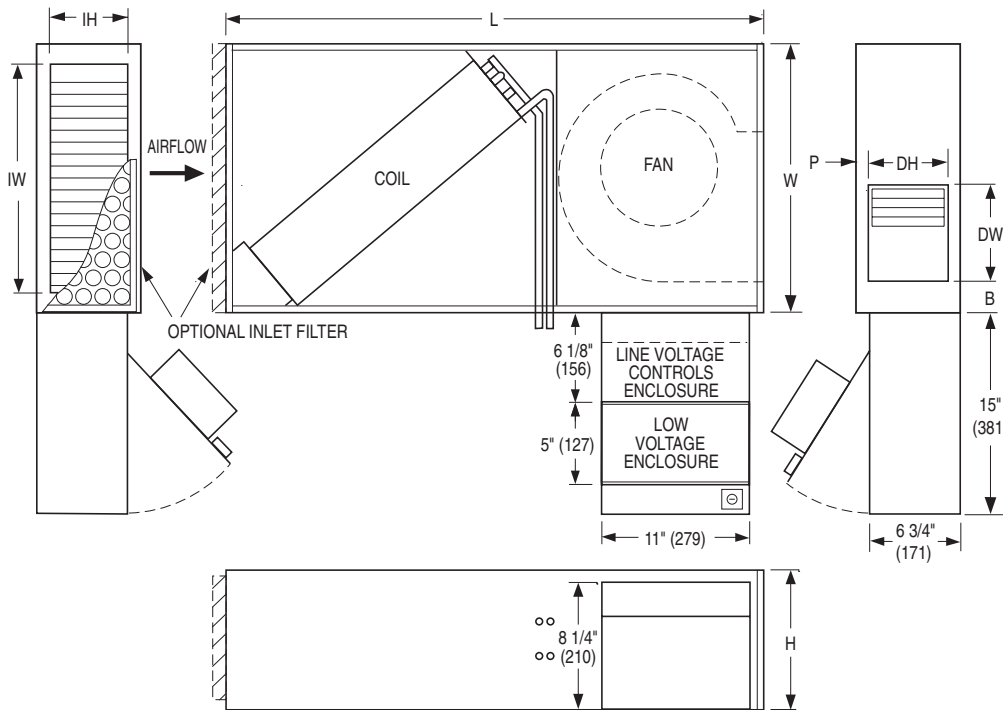 IH
L
IW
AIRFLOW
COIL
FAN
W
P
DH
DW
B
OPTIONAL INLET FILTER
6 1/8"
(156)
LINE VOLTAGE
CONTROLS
ENCLOSURE
5" (127)
LOW
VOLTAGE
ENCLOSURE
15"
(381
11" (279)
6 3/4"
(171)
8 1/4"
(210)
H